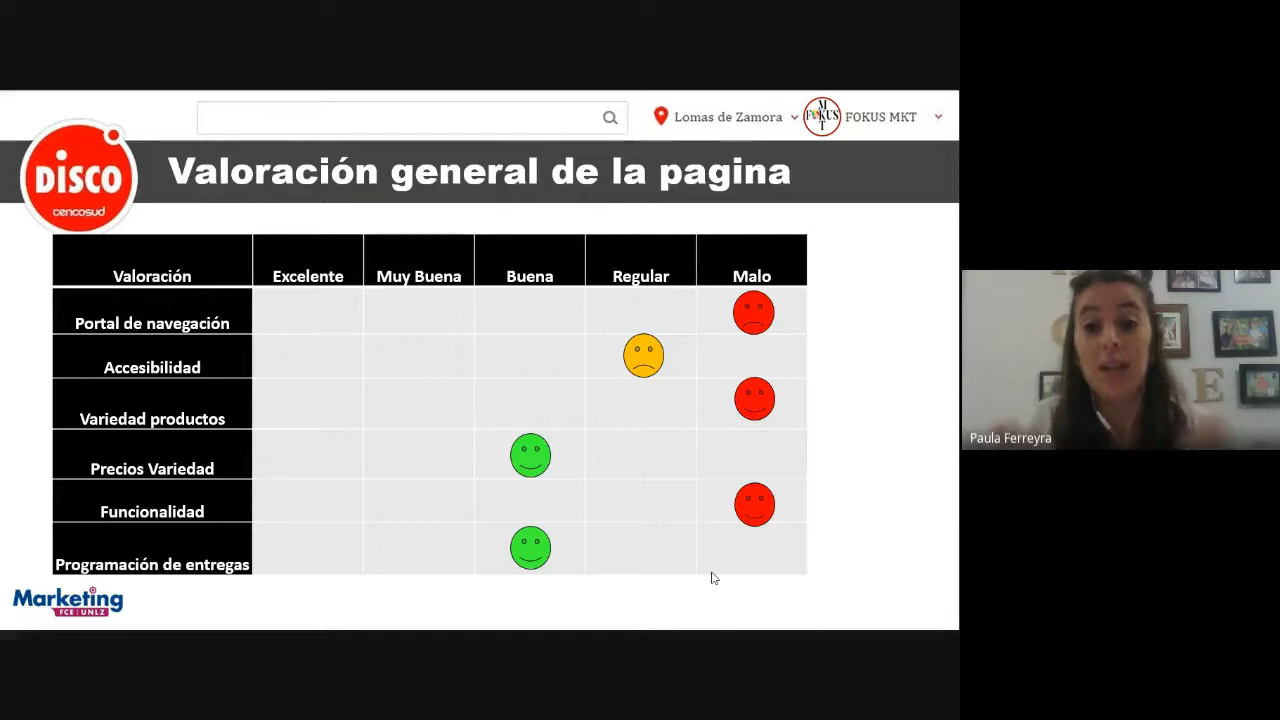 Lomas de Zamora
FOKUS MKT
M
FOKUS
T
DISCO
cencosud
Valoración general de la pagina
Valoración Excelente Muy Buena Buena Regular Malo
Portal de navegación
Accesibilidad
Variedad productos
Precios Variedad
Funcionalidad
Programación de entregas
Marketing
FCE | UNLZ
Paula Ferreyra
E